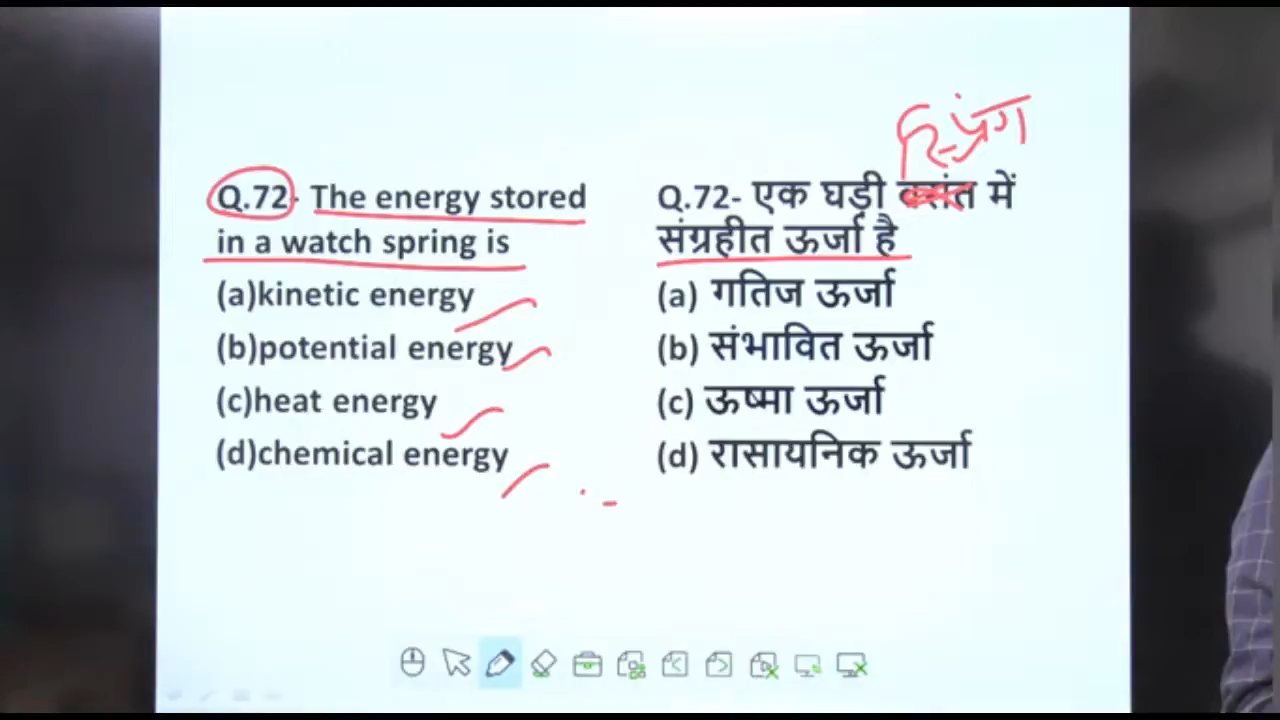 Q.72- The energy stored
in a watch spring is
(a)kinetic energy
(b)potential energy
(c)heat energy
(d)chemical energy
स्प्रिंग
Q.72- एक घड़ी वसंत में
संग्रहीत ऊर्जा है
(a) गतिज ऊर्जा
(b) संभावित ऊर्जा
(c) ऊष्मा ऊर्जा
(d) रासायनिक ऊर्जा